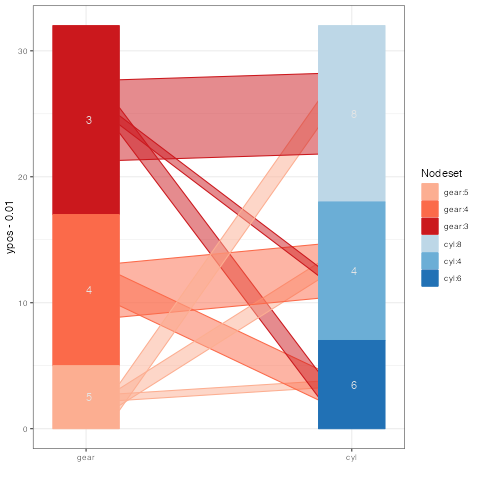 ypos - 0.01
30
20
10
0
3
4
5
8
4
6
gear
cyl
Nodeset
gear:5
gear:4
gear:3
cyl:8
cyl:4
cyl:6